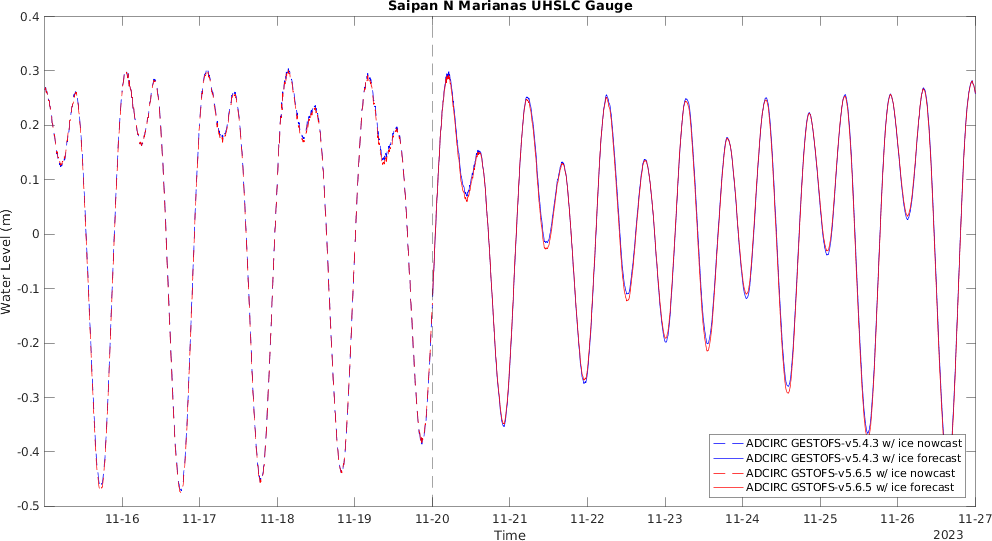 Saipan N Marianas UHSLC Gauge
0.4
0.3
0.2
0.1
0
-0.1
-0.2
-0.3
-0.4
-0.5
Water Level (m)
ADCIRC GESTOFS-v5.4.3 w/ ice nowcast
ADCIRC GESTOFS-v5.4.3 w/ ice forecast
ADCIRC GSTOFS-v5.6.5 w/ ice nowcast
ADCIRC GSTOFS-v5.6.5 w/ ice forecast
11-16 11-17 11-18 11-19 11-20 11-21 11-22 11-23 11-24 11-25 11-26 11-27
Time
2023